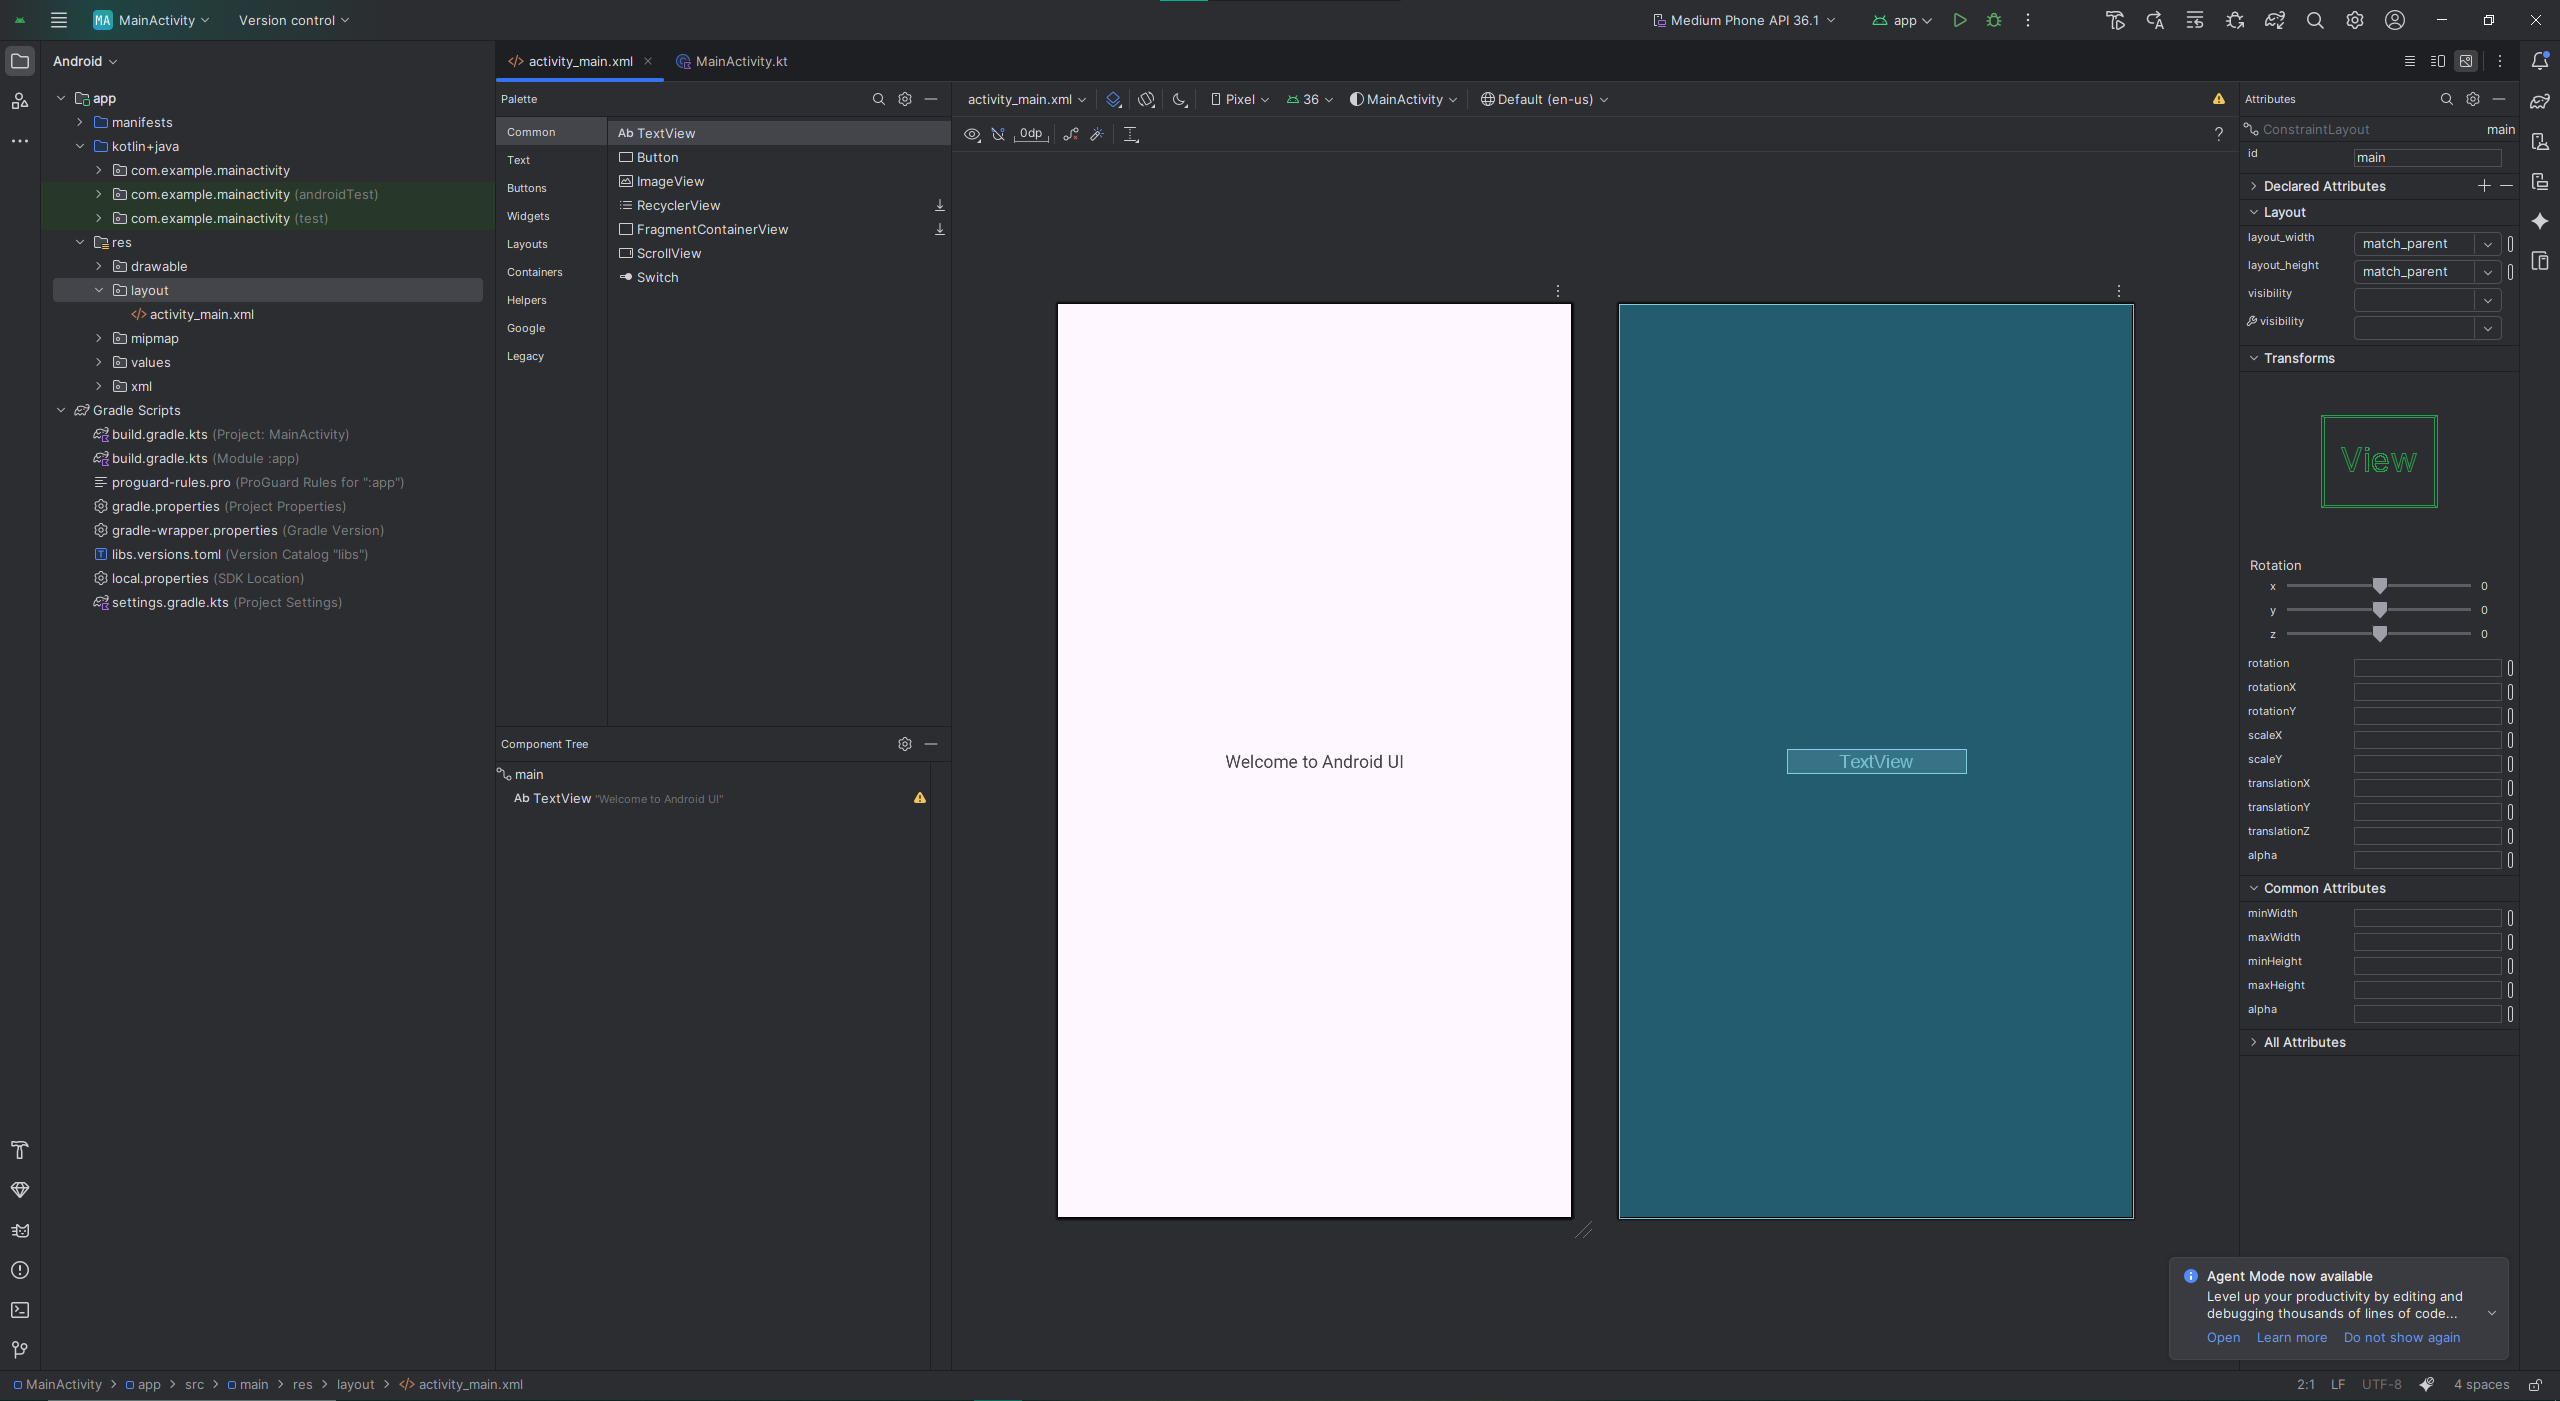 MA MainActivity
Version control
Medium Phone API 36.1
app
Android
app
manifests
kotlin+java
com.example.mainactivity
com.example.mainactivity (androidTest)
com.example.mainactivity (test)
res
drawable
layout
activity_main.xml
mipmap
values
xml
Gradle Scripts
build.gradle.kts (Project: MainActivity)
build.gradle.kts (Module :app)
proguard-rules.pro (ProGuard Rules for ":app")
gradle.properties (Project Properties)
gradle-wrapper.properties (Gradle Version)
libs.versions.toml (Version Catalog "libs")
local.properties (SDK Location)
settings.gradle.kts (Project Settings)
activity_main.xml
MainActivity.kt
Palette
Common
Text
Buttons
Widgets
Layouts
Containers
Helpers
Google
Legacy
Ab TextView
Button
ImageView
RecyclerView
FragmentContainerView
ScrollView
Switch
Component Tree
main
Ab TextView "Welcome to Android UI"
activity_main.xml
Pixel
36
MainActivity
Default (en-us)
0dp
?
Welcome to Android UI
TextView
Attributes
ConstraintLayout main
id main
Declared Attributes
Layout
layout_width match_parent
layout_height match_parent
visibility
visibility
Transforms
View
Rotation
x 0
y 0
z 0
rotation
rotationX
rotationY
scaleX
scaleY
translationX
translationY
translationZ
alpha
Common Attributes
minWidth
maxWidth
minHeight
maxHeight
alpha
All Attributes
Agent Mode now available
Level up your productivity by editing and
debugging thousands of lines of code...
Open Learn more Do not show again
MainActivity > app > src > main > res > layout > activity_main.xml
2:1 LF UTF-8 4 spaces